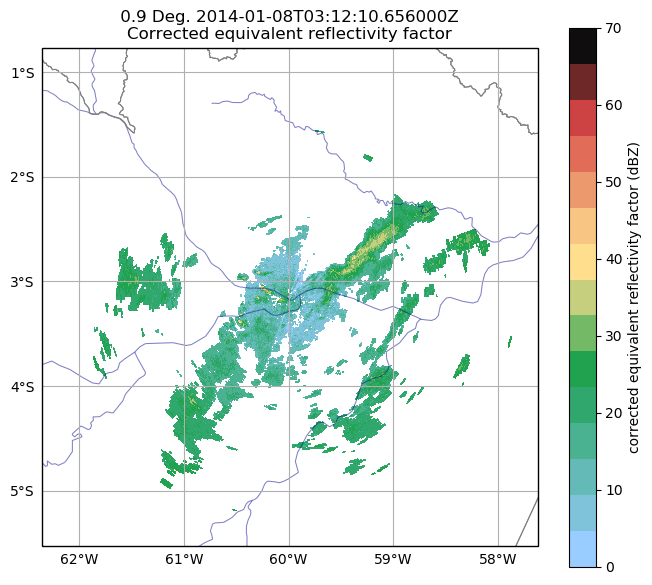 0.9 Deg. 2014-01-08T03:12:10.656000Z
Corrected equivalent reflectivity factor
1°S
2°S
3°S
4°S
5°S
62°W
61°W
60°W
59°W
58°W
70
60
50
40
30
20
10
0
corrected equivalent reflectivity factor (dBZ)